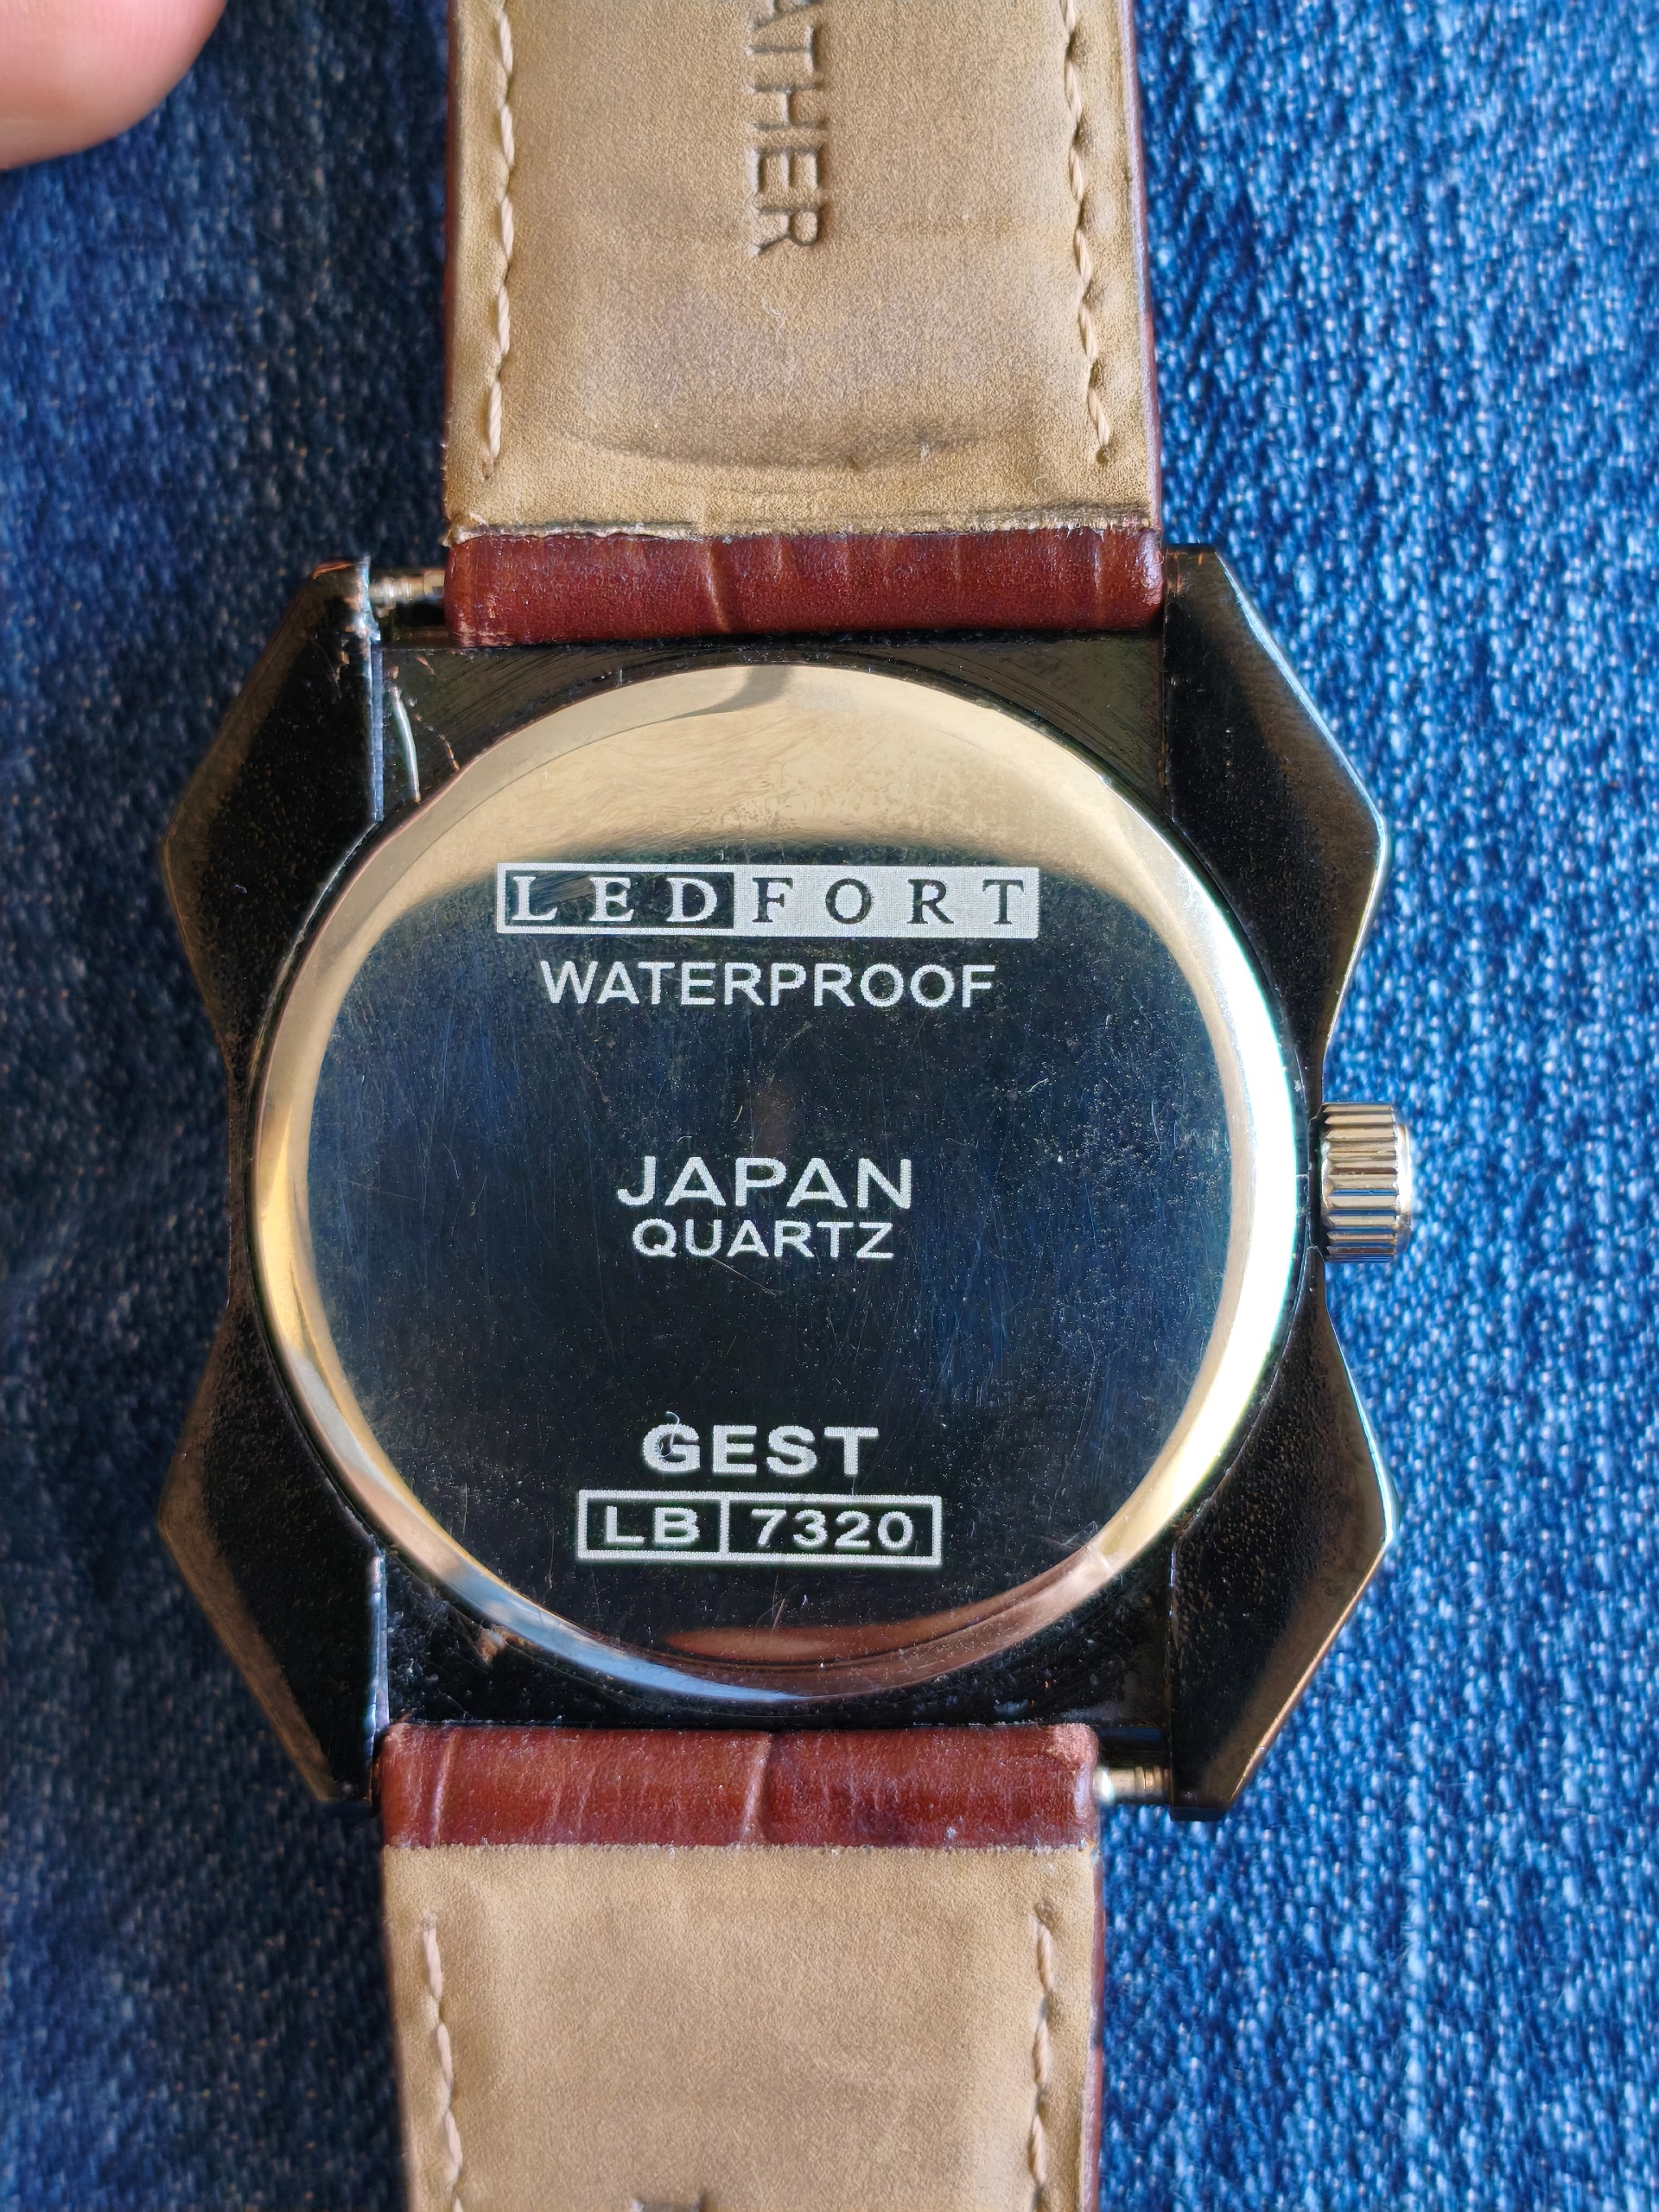 ATHER
LEDFORT
WATERPROOF
JAPAN
QUARTZ
GEST
LB 7320